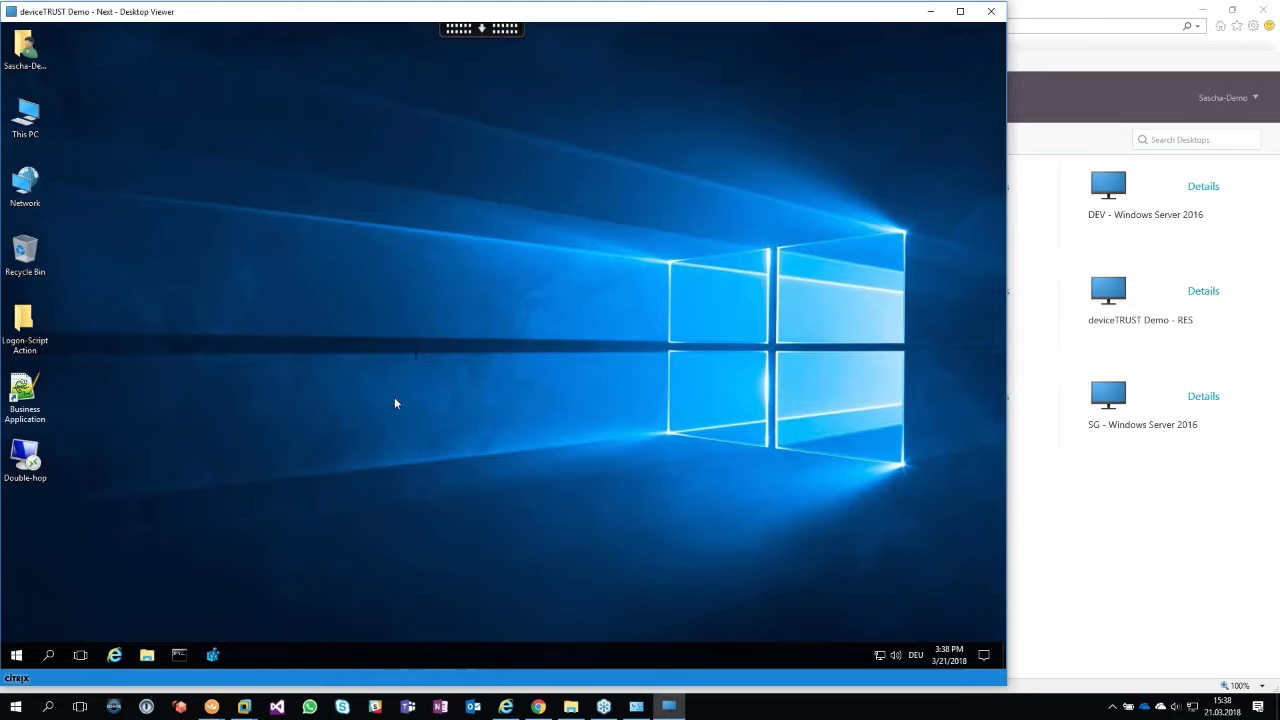 deviceTRUST Demo - Next - Desktop Viewer
Sascha-De...
This PC
Network
Recycle Bin
Logon-Script
Action
Business
Application
Double-hop
DEU
3:38 PM
3/21/2018
CITRIX
Sascha-Demo
Search Desktops
Details
DEV - Windows Server 2016
Details
deviceTRUST Demo - RES
Details
SG - Windows Server 2016
100%
15:38
21.03.2018